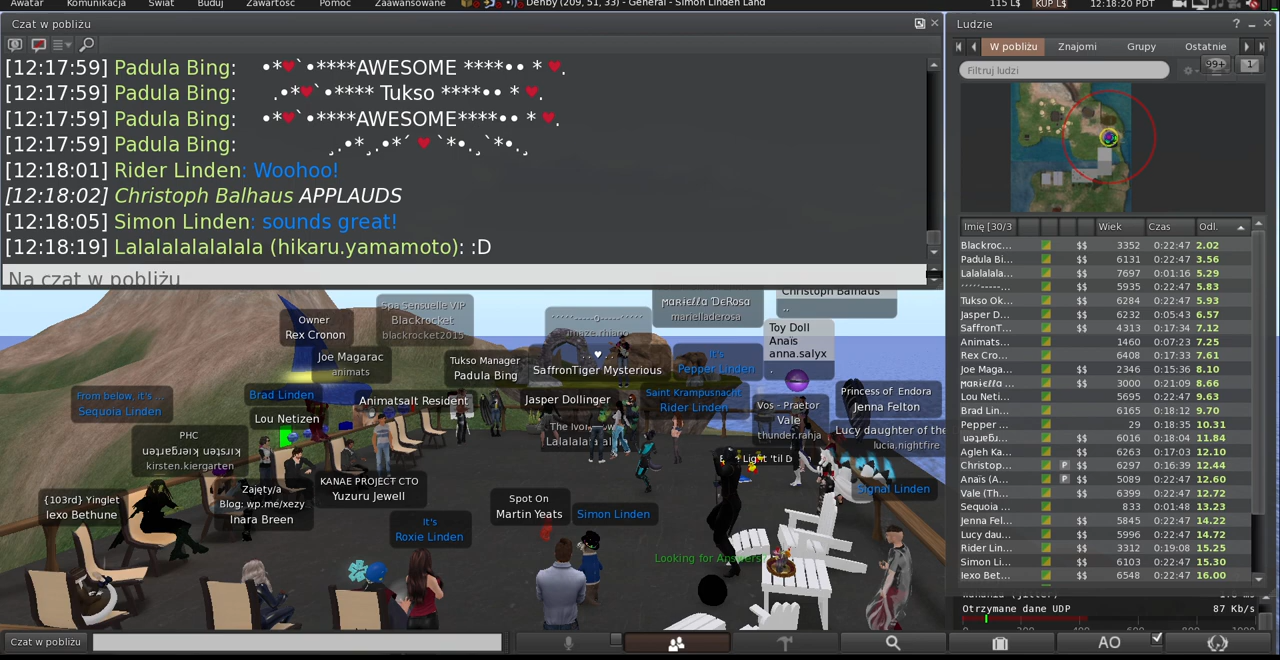 Awatar Komunikacja Świat Buduj Zawartość Pomoc Zaawansowane Denby (209, 51, 33) - General - Simon Linden Land 115 L$ KUP L$ 12:18:20 PDT
Czat w pobliżu
[12:17:59] Padula Bing: •*♥`•****AWESOME ****•• * ♥.
[12:17:59] Padula Bing: .•*♥`•**** Tukso ****•• * ♥.
[12:17:59] Padula Bing: •*♥`•****AWESOME****•• * ♥.
[12:17:59] Padula Bing: ¸.•*¸.•*´ ♥ `*•.¸`*•.¸
[12:18:01] Rider Linden: Woohoo!
[12:18:02] Christoph Balhaus APPLAUDS
[12:18:05] Simon Linden: sounds great!
[12:18:19] Lalalalalalalala (hikaru.yamamoto): :D
Na czat w pobliżu
Christoph Balhaus
..
Spa Sensuelle VIP
Blackrocket
blackrocket2015
ɱαʀιєℓℓα ƊeRosa
marielladerosa
Owner
Rex Cronon
Toy Doll
Anaïs
anna.salyx
.
Joe Magarac
animats
Tukso Manager
Padula Bing
. . ♥ . .
SaffronTiger Mysterious
It's
Pepper Linden
From below, it's ...
Sequoia Linden
Brad Linden
Animatsalt Resident
Jasper Dollinger
Saint Krampusnacht
Rider Linden
Princess of Endora
Jenna Felton
Lou Netizen
Vos - Praetor
Vale
thunder.rahja
Lucy daughter of the
lucia.nightfire
PHC
kirsten.kiergarten
KANAE PROJECT CTO
Yuzuru Jewell
Zajęty/a
Blog: wp.me/xezy
Inara Breen
{103rd} Yinglet
Iexo Bethune
Spot On
Martin Yeats
Simon Linden
Signal Linden
It's
Roxie Linden
Looking for Answers
Czat w pobliżu
AO
Ludzie
? _ ×
W pobliżu Znajomi Grupy Ostatnie
Filtruj ludzi 99+ 1
Imię [30/3 Wiek Czas Odl.
Blackroc... $$ 3352 0:22:47 2.02
Padula Bi... $$ 6131 0:22:47 3.56
Lalalalala... $$ 7697 0:01:16 5.29
´´´´´-----... $$ 5935 0:22:47 5.83
Tukso Ok... $$ 6284 0:22:47 5.93
Jasper D... $$ 6232 0:05:43 6.57
SaffronT... $$ 4313 0:17:34 7.12
Animats... 1460 0:07:23 7.25
Rex Cro... $$ 6408 0:17:33 7.61
Joe Maga... $$ 2346 0:15:36 8.10
ɱαʀιєℓℓα ... $$ 3000 0:21:09 8.66
Lou Neti... $$ 5695 0:22:47 9.63
Brad Lin... $$ 6165 0:18:12 9.70
Pepper ... 29 0:18:35 10.31
$$ 6016 0:18:04 11.84
Agleh Ka... $$ 6263 0:17:03 12.10
Christop... P $$ 6297 0:16:39 12.44
Anaïs (A... P $$ 5089 0:22:47 12.60
Vale (Th... $$ 6399 0:22:47 12.72
Sequoia ... 833 0:01:48 13.23
Jenna Fel... $$ 5845 0:22:47 14.22
Lucy dau... $$ 5996 0:22:47 14.72
Rider Lin... $$ 3312 0:19:08 15.25
Simon Li... $$ 6103 0:22:47 15.30
Iexo Bet... $$ 6548 0:22:47 16.00
Otrzymane dane UDP 87 Kb/s